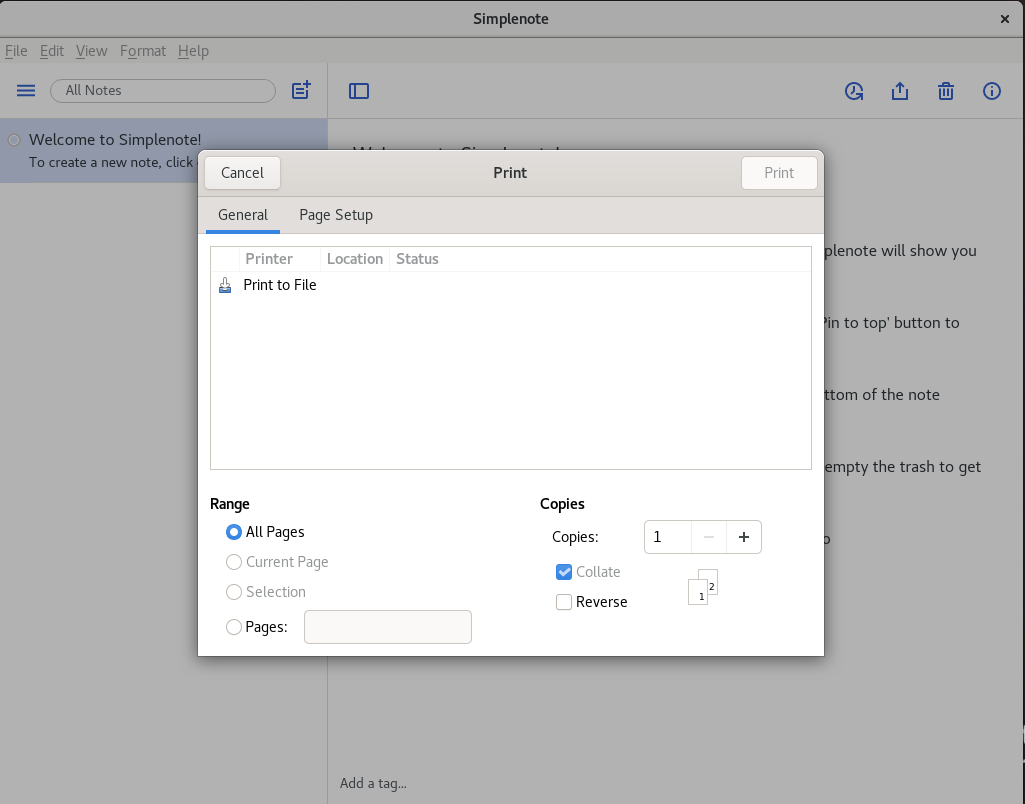 Simplenote
File Edit View Format Help
All Notes
Welcome to Simplenote!
To create a new note, click
Cancel Print Print
General Page Setup
plenote will show you
Printer Location Status
Print to File
Pin to top' button to
ttom of the note
empty the trash to get
Range Copies
All Pages
Copies: 1
Current Page
Collate
Selection
Reverse
1 2
Pages:
Add a tag...